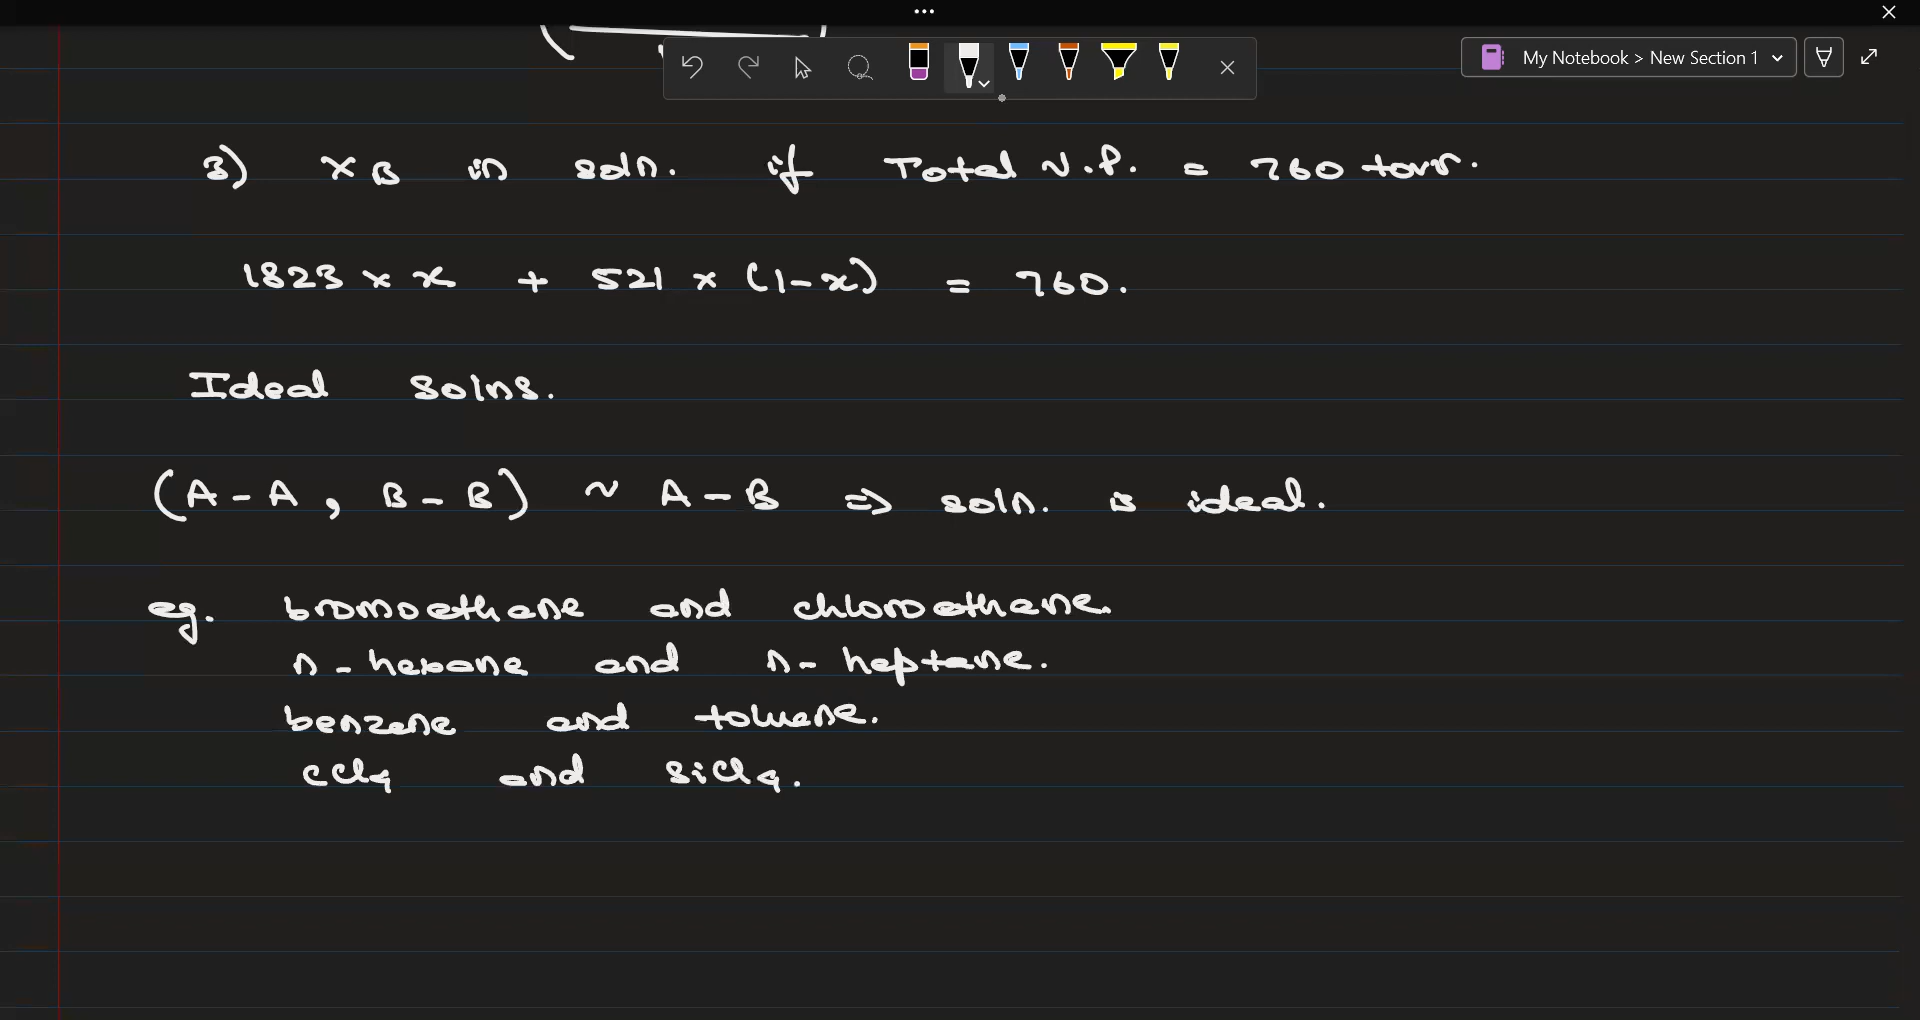 My Notebook > New Section 1
3) XB in soln. if Total V.P. = 760 torr.
1823 × x + 521 × (1-x) = 760.
Ideal Solns.
(A-A, B-B) ~ A-B ⇒ soln. is ideal.
eg. bromoethane and chloroethane.
n-hexane and n-heptane.
benzene and toluene.
CCl4 and SiCl4.